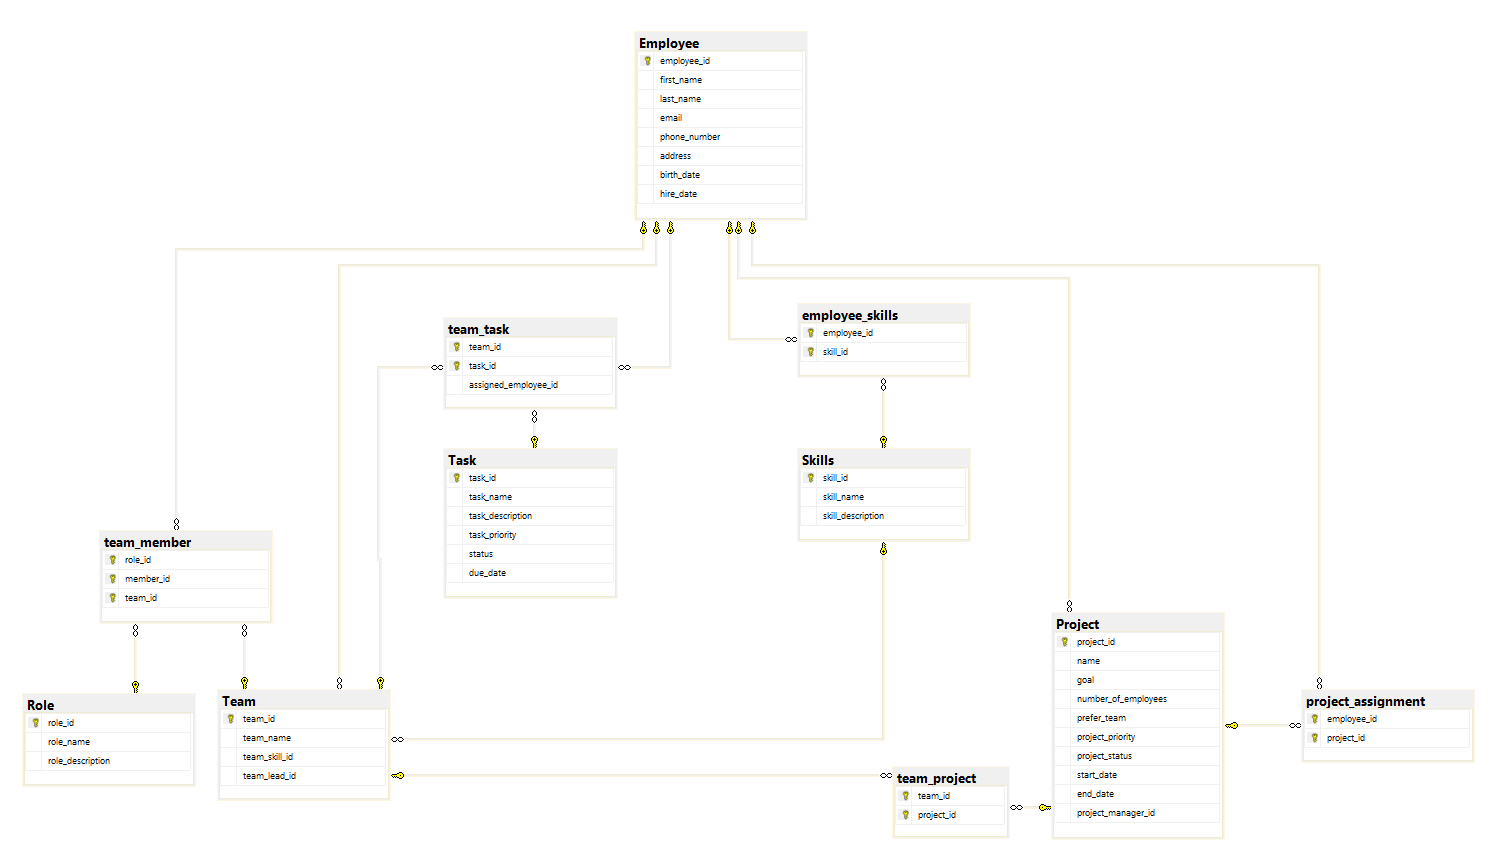 Employee
employee_id
first_name
last_name
email
phone_number
address
birth_date
hire_date
team_task
team_id
task_id
assigned_employee_id
employee_skills
employee_id
skill_id
Task
task_id
task_name
task_description
task_priority
status
due_date
Skills
skill_id
skill_name
skill_description
team_member
role_id
member_id
team_id
Role
role_id
role_name
role_description
Team
team_id
team_name
team_skill_id
team_lead_id
Project
project_id
name
goal
number_of_employees
prefer_team
project_priority
project_status
start_date
end_date
project_manager_id
project_assignment
employee_id
project_id
team_project
team_id
project_id